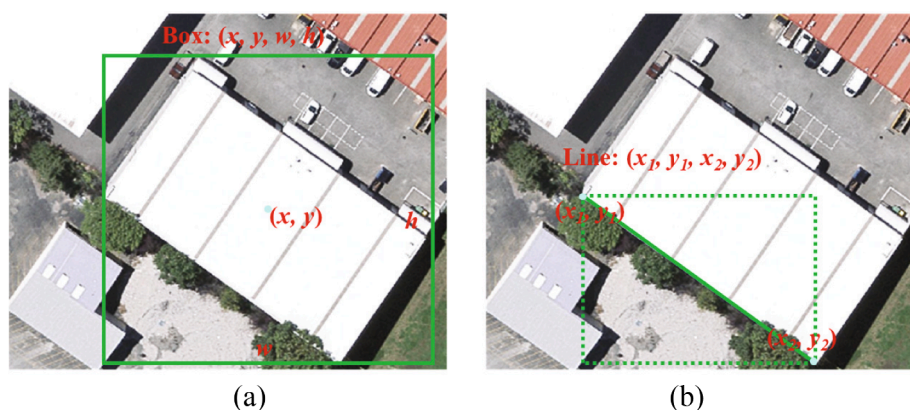 Box: (x, y, w, h)
(x, y)
h
w
(a)
Line: (x₁, y₁, x₂, y₂)
(x₁, y₁)
(x₂, y₂)
(b)